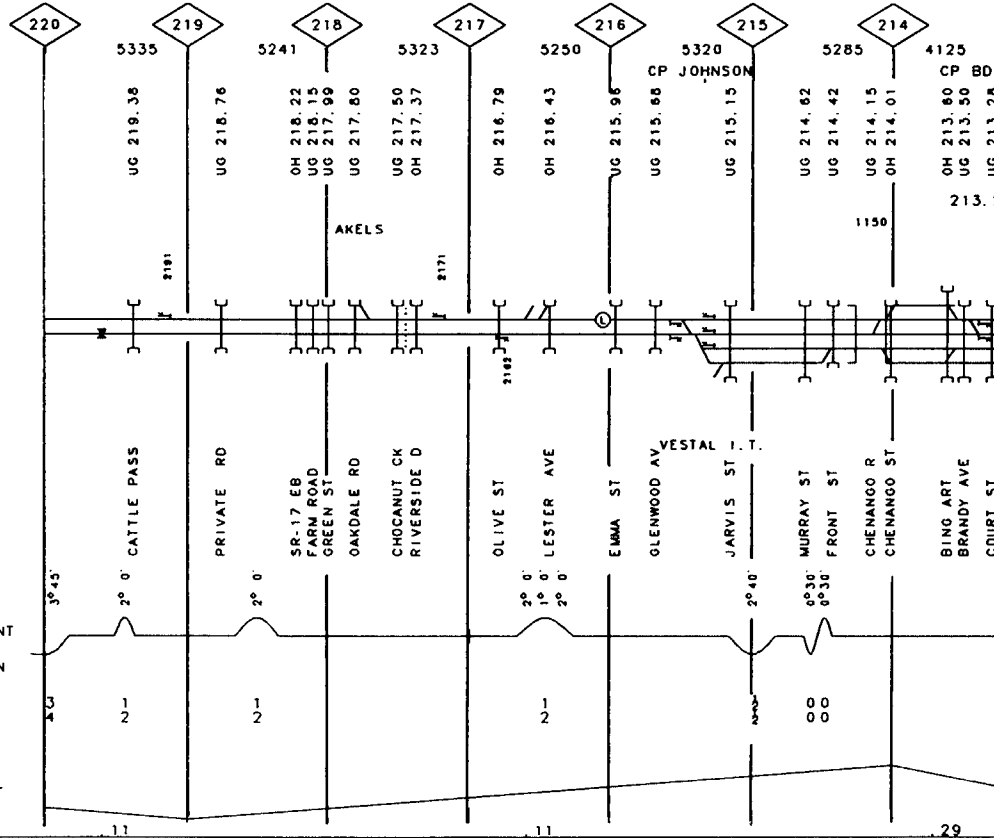 220 219 218 217 216 215 214
5335 5241 5323 5250 5320 5285 4125
CP JOHNSON CP BD
UG 219.38
UG 218.76
OH 218.22
UG 218.15
UG 217.99
UG 217.80
UG 217.50
OH 217.37
OH 216.79
OH 216.43
UG 215.96
UG 215.68
UG 215.15
UG 214.62
UG 214.42
UG 214.15
OH 214.01
OH 213.60
UG 213.50
UG 213.28
213.
1150
AKELS
2191
2171
L
2162
VESTAL I.T.
CATTLE PASS
PRIVATE RD
SR-17 EB
FARM ROAD
GREEN ST
OAKDALE RD
CHOCANUT CK
RIVERSIDE D
OLIVE ST
LESTER AVE
EMMA ST
GLENWOOD AV
JARVIS ST
MURRAY ST
FRONT ST
CHENANGO R
CHENANGO ST
BING ART
BRANDY AVE
COURT ST
3° 45'
2° 0'
2° 0'
2° 0'
1° 0'
2° 0'
2° 40'
0° 30'
0° 30'
NT
N
3 1 1 1 0 0
4 2 2 2 2 0 0
.11 .11 .29